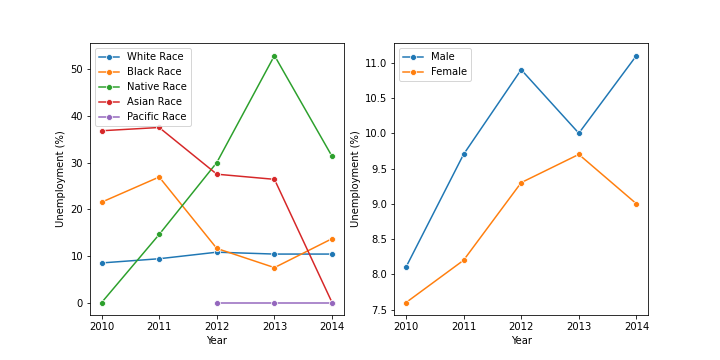 White Race
Black Race
Native Race
Asian Race
Pacific Race
50
40
30
20
10
0
Unemployment (%)
2010 2011 2012 2013 2014
Year
Male
Female
11.0
10.5
10.0
9.5
9.0
8.5
8.0
7.5
Unemployment (%)
2010 2011 2012 2013 2014
Year